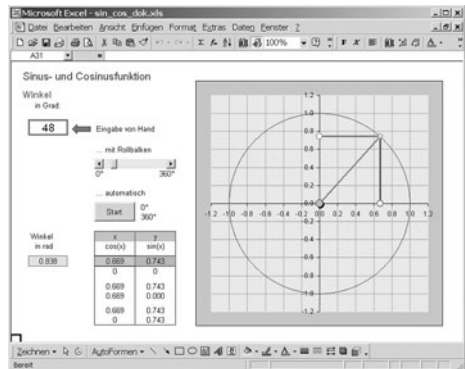 Microsoft Excel - sin_cos_dok.xls
Datei Bearbeiten Ansicht Einfügen Format Extras Daten Fenster ?
100%
A31
Sinus- und Cosinusfunktion
Winkel
in Grad:
48 Eingabe von Hand
... mit Rollbalken
0° 360°
... automatisch
Start 0°
360°
Winkel
in rad
0.838
x y
cos(x) sin(x)
0.669 0.743
0 0
0.669 0.743
0.669 0.000
0.669 0.743
0 0.743
1.2
1.0
0.8
0.6
0.4
0.2
0.0
-1.2 -1.0 -0.8 -0.6 -0.4 -0.2 0.0 0.2 0.4 0.6 0.8 1.0 1.2
-0.2
-0.4
-0.6
-0.8
-1.0
-1.2
Zeichnen AutoFormen
Bereit